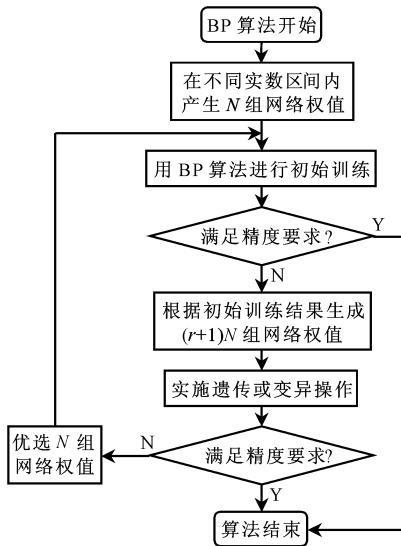 BP 算法开始
在不同实数区间内
产生 N 组网络权值
用 BP 算法进行初始训练
满足精度要求?
Y
N
根据初始训练结果生成
(r+1)N 组网络权值
实施遗传或变异操作
优选 N 组
网络权值
N
满足精度要求?
Y
算法结束